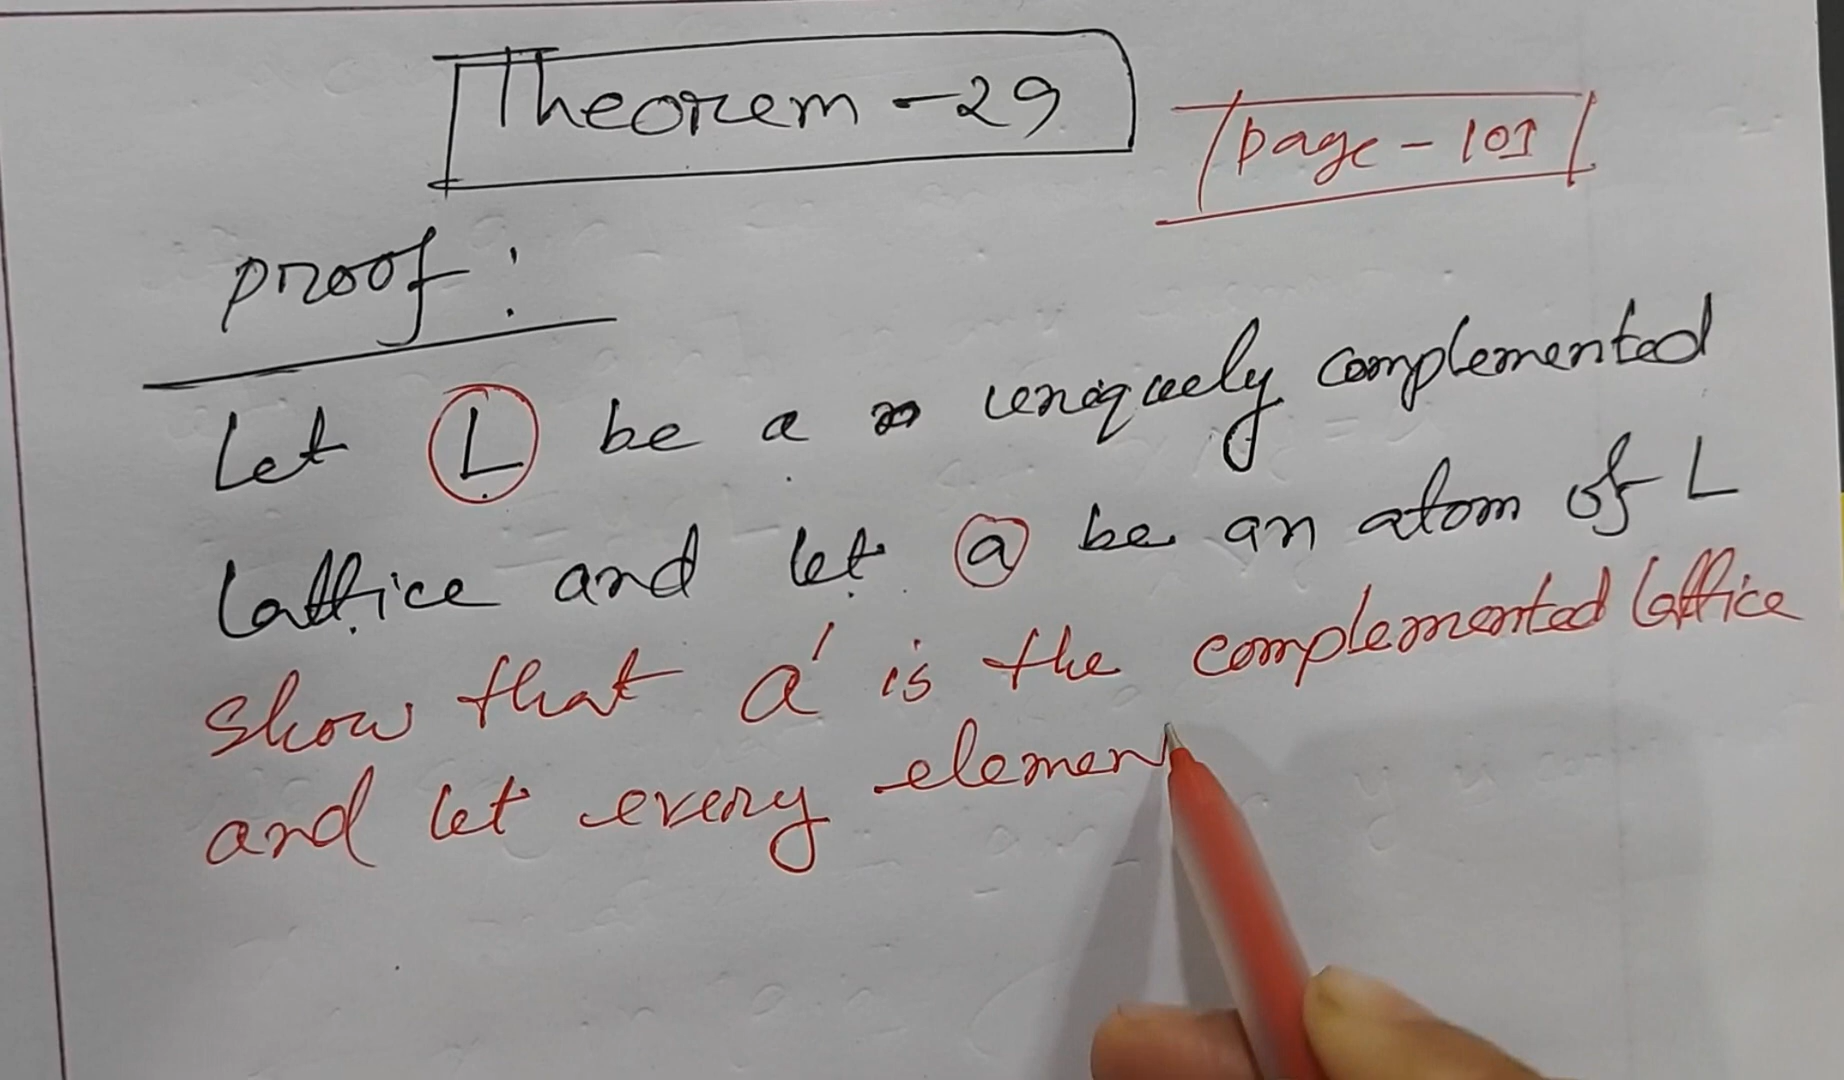 Theorem - 29
page - 101
proof :
Let L be a uniquely complemented
lattice and let a be an atom of L
show that a' is the complemented lattice
and let every elemen